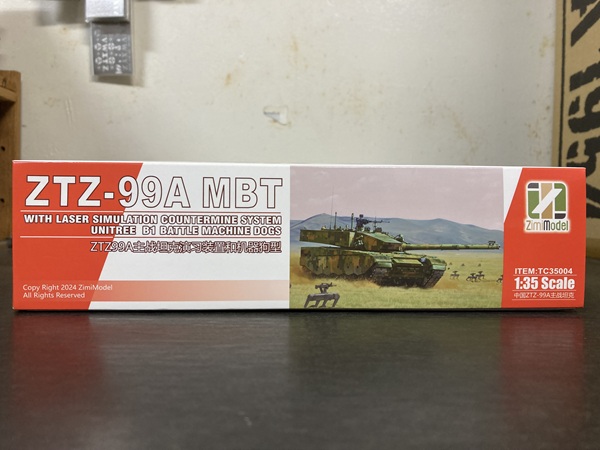 ZTZ-99A MBT
WITH LASER SIMULATION COUNTERMINE SYSTEM
UNITREE B1 BATTLE MACHINE DOGS
ZTZ99A主战坦克演习装置和机器狗型
Copy Right 2024 ZimiModel
All Rights Reserved
ZimiModel
ITEM:TC35004
1:35 Scale
中国ZTZ-99A主战坦克